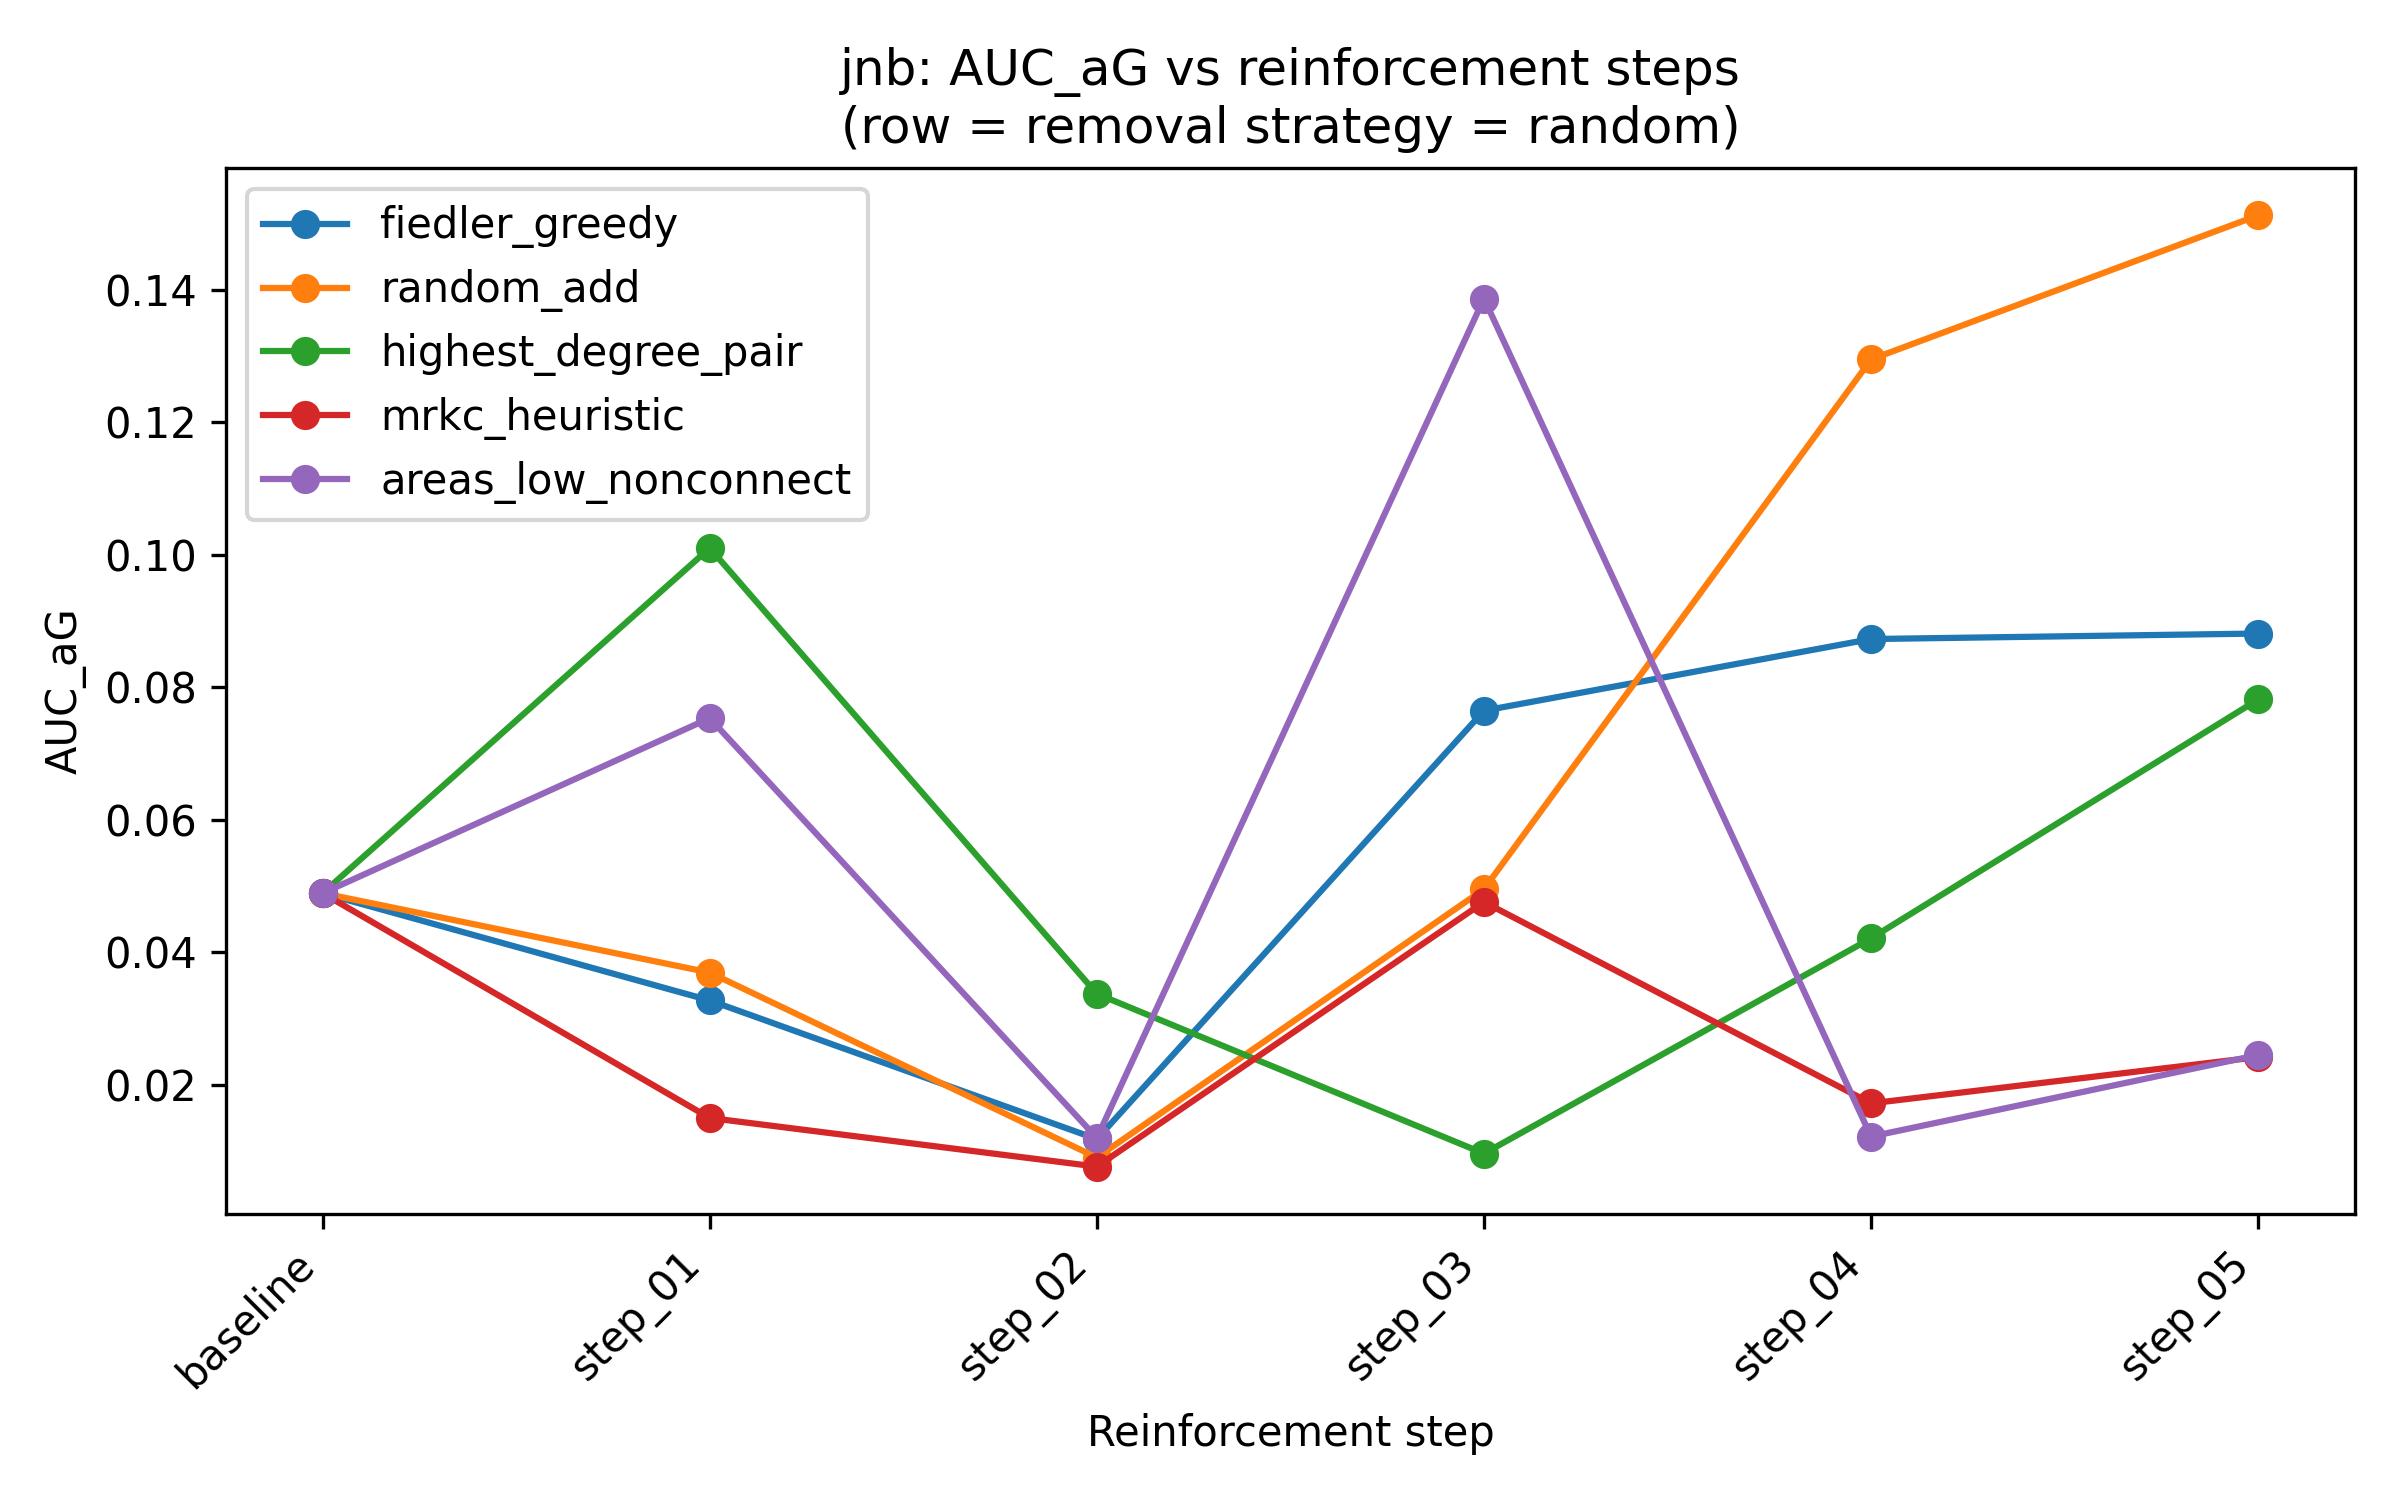 jnb: AUC_aG vs reinforcement steps
(row = removal strategy = random)
fiedler_greedy
random_add
highest_degree_pair
mrkc_heuristic
areas_low_nonconnect
AUC_aG
0.14
0.12
0.10
0.08
0.06
0.04
0.02
baseline
step_01
step_02
step_03
step_04
step_05
Reinforcement step